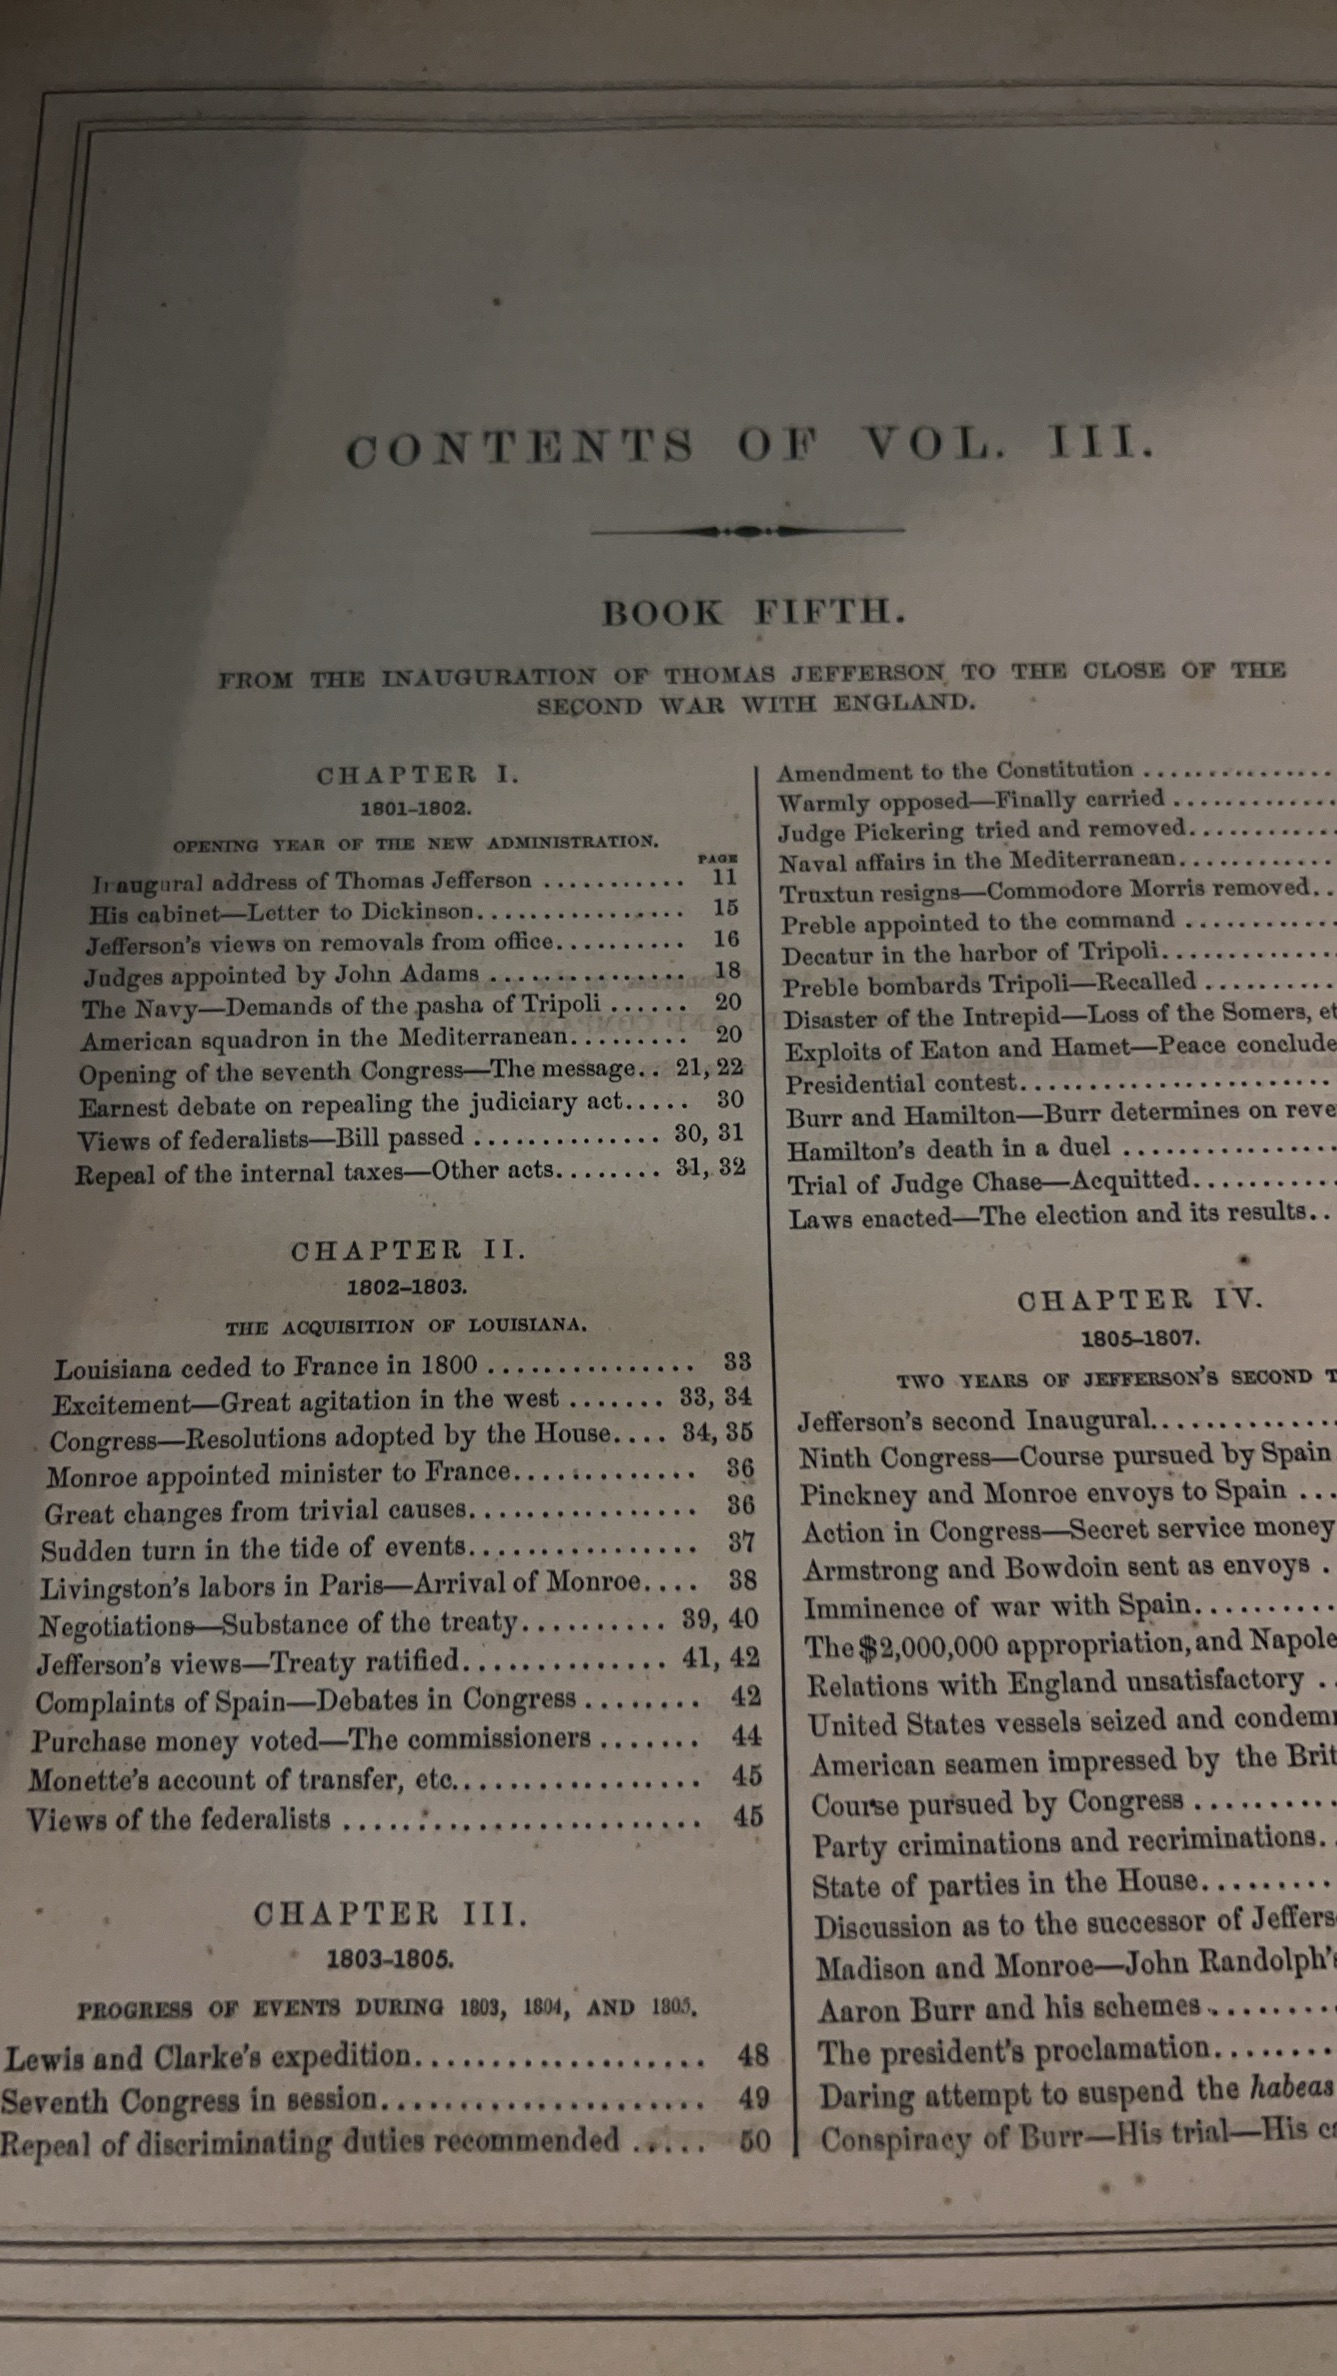 CONTENTS OF VOL. III.
BOOK FIFTH.
FROM THE INAUGURATION OF THOMAS JEFFERSON TO THE CLOSE OF THE
SECOND WAR WITH ENGLAND.
CHAPTER I.
1801–1802.
OPENING YEAR OF THE NEW ADMINISTRATION.
PAGE
Inaugural address of Thomas Jefferson ........... 11
His cabinet—Letter to Dickinson................ 15
Jefferson's views on removals from office.......... 16
Judges appointed by John Adams ............... 18
The Navy—Demands of the pasha of Tripoli ...... 20
American squadron in the Mediterranean......... 20
Opening of the seventh Congress—The message.. 21, 22
Earnest debate on repealing the judiciary act..... 30
Views of federalists—Bill passed .............. 30, 31
Repeal of the internal taxes—Other acts........ 31, 32
CHAPTER II.
1802–1803.
THE ACQUISITION OF LOUISIANA.
Louisiana ceded to France in 1800 ............... 33
Excitement—Great agitation in the west ....... 33, 34
Congress—Resolutions adopted by the House.... 34, 35
Monroe appointed minister to France............. 36
Great changes from trivial causes................ 36
Sudden turn in the tide of events................ 37
Livingston's labors in Paris—Arrival of Monroe.... 38
Negotiations—Substance of the treaty.......... 39, 40
Jefferson's views—Treaty ratified.............. 41, 42
Complaints of Spain—Debates in Congress ........ 42
Purchase money voted—The commissioners ....... 44
Monette's account of transfer, etc................. 45
Views of the federalists ......................... 45
CHAPTER III.
1803–1805.
PROGRESS OF EVENTS DURING 1803, 1804, AND 1805.
Lewis and Clarke's expedition.................... 48
Seventh Congress in session...................... 49
Repeal of discriminating duties recommended ..... 50
Amendment to the Constitution ..............
Warmly opposed—Finally carried ............
Judge Pickering tried and removed...........
Naval affairs in the Mediterranean............
Truxtun resigns—Commodore Morris removed..
Preble appointed to the command ...........
Decatur in the harbor of Tripoli.............
Preble bombards Tripoli—Recalled ..........
Disaster of the Intrepid—Loss of the Somers, et
Exploits of Eaton and Hamet—Peace conclude
Presidential contest.......................
Burr and Hamilton—Burr determines on reve
Hamilton's death in a duel ................
Trial of Judge Chase—Acquitted...........
Laws enacted—The election and its results..
CHAPTER IV.
1805–1807.
TWO YEARS OF JEFFERSON'S SECOND T
Jefferson's second Inaugural.............
Ninth Congress—Course pursued by Spain
Pinckney and Monroe envoys to Spain ...
Action in Congress—Secret service money
Armstrong and Bowdoin sent as envoys .
Imminence of war with Spain..........
The $2,000,000 appropriation, and Napole
Relations with England unsatisfactory ..
United States vessels seized and condem
American seamen impressed by the Brit
Course pursued by Congress ..........
Party criminations and recriminations..
State of parties in the House.........
Discussion as to the successor of Jeffers
Madison and Monroe—John Randolph's
Aaron Burr and his schemes .........
The president's proclamation........
Daring attempt to suspend the habeas
Conspiracy of Burr—His trial—His c